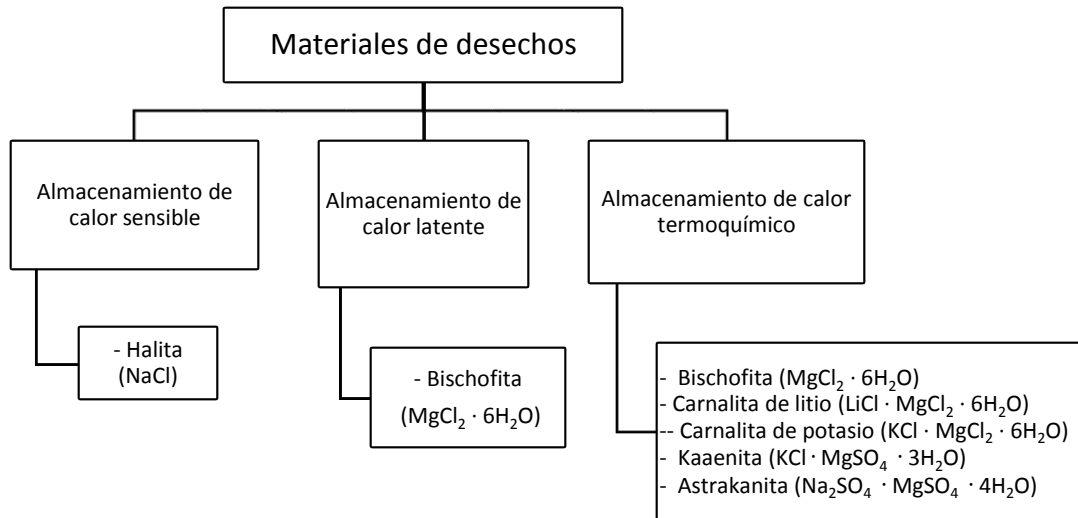 Materiales de desechos
Almacenamiento de
calor sensible
Almacenamiento de
calor latente
Almacenamiento de calor
termoquímico
- Halita
(NaCl)
- Bischofita
(MgCl₂ · 6H₂O)
- Bischofita (MgCl₂ · 6H₂O)
- Carnalita de litio (LiCl · MgCl₂ · 6H₂O)
-- Carnalita de potasio (KCl · MgCl₂ · 6H₂O)
- Kaaenita (KCl · MgSO₄ · 3H₂O)
- Astrakanita (Na₂SO₄ · MgSO₄ · 4H₂O)